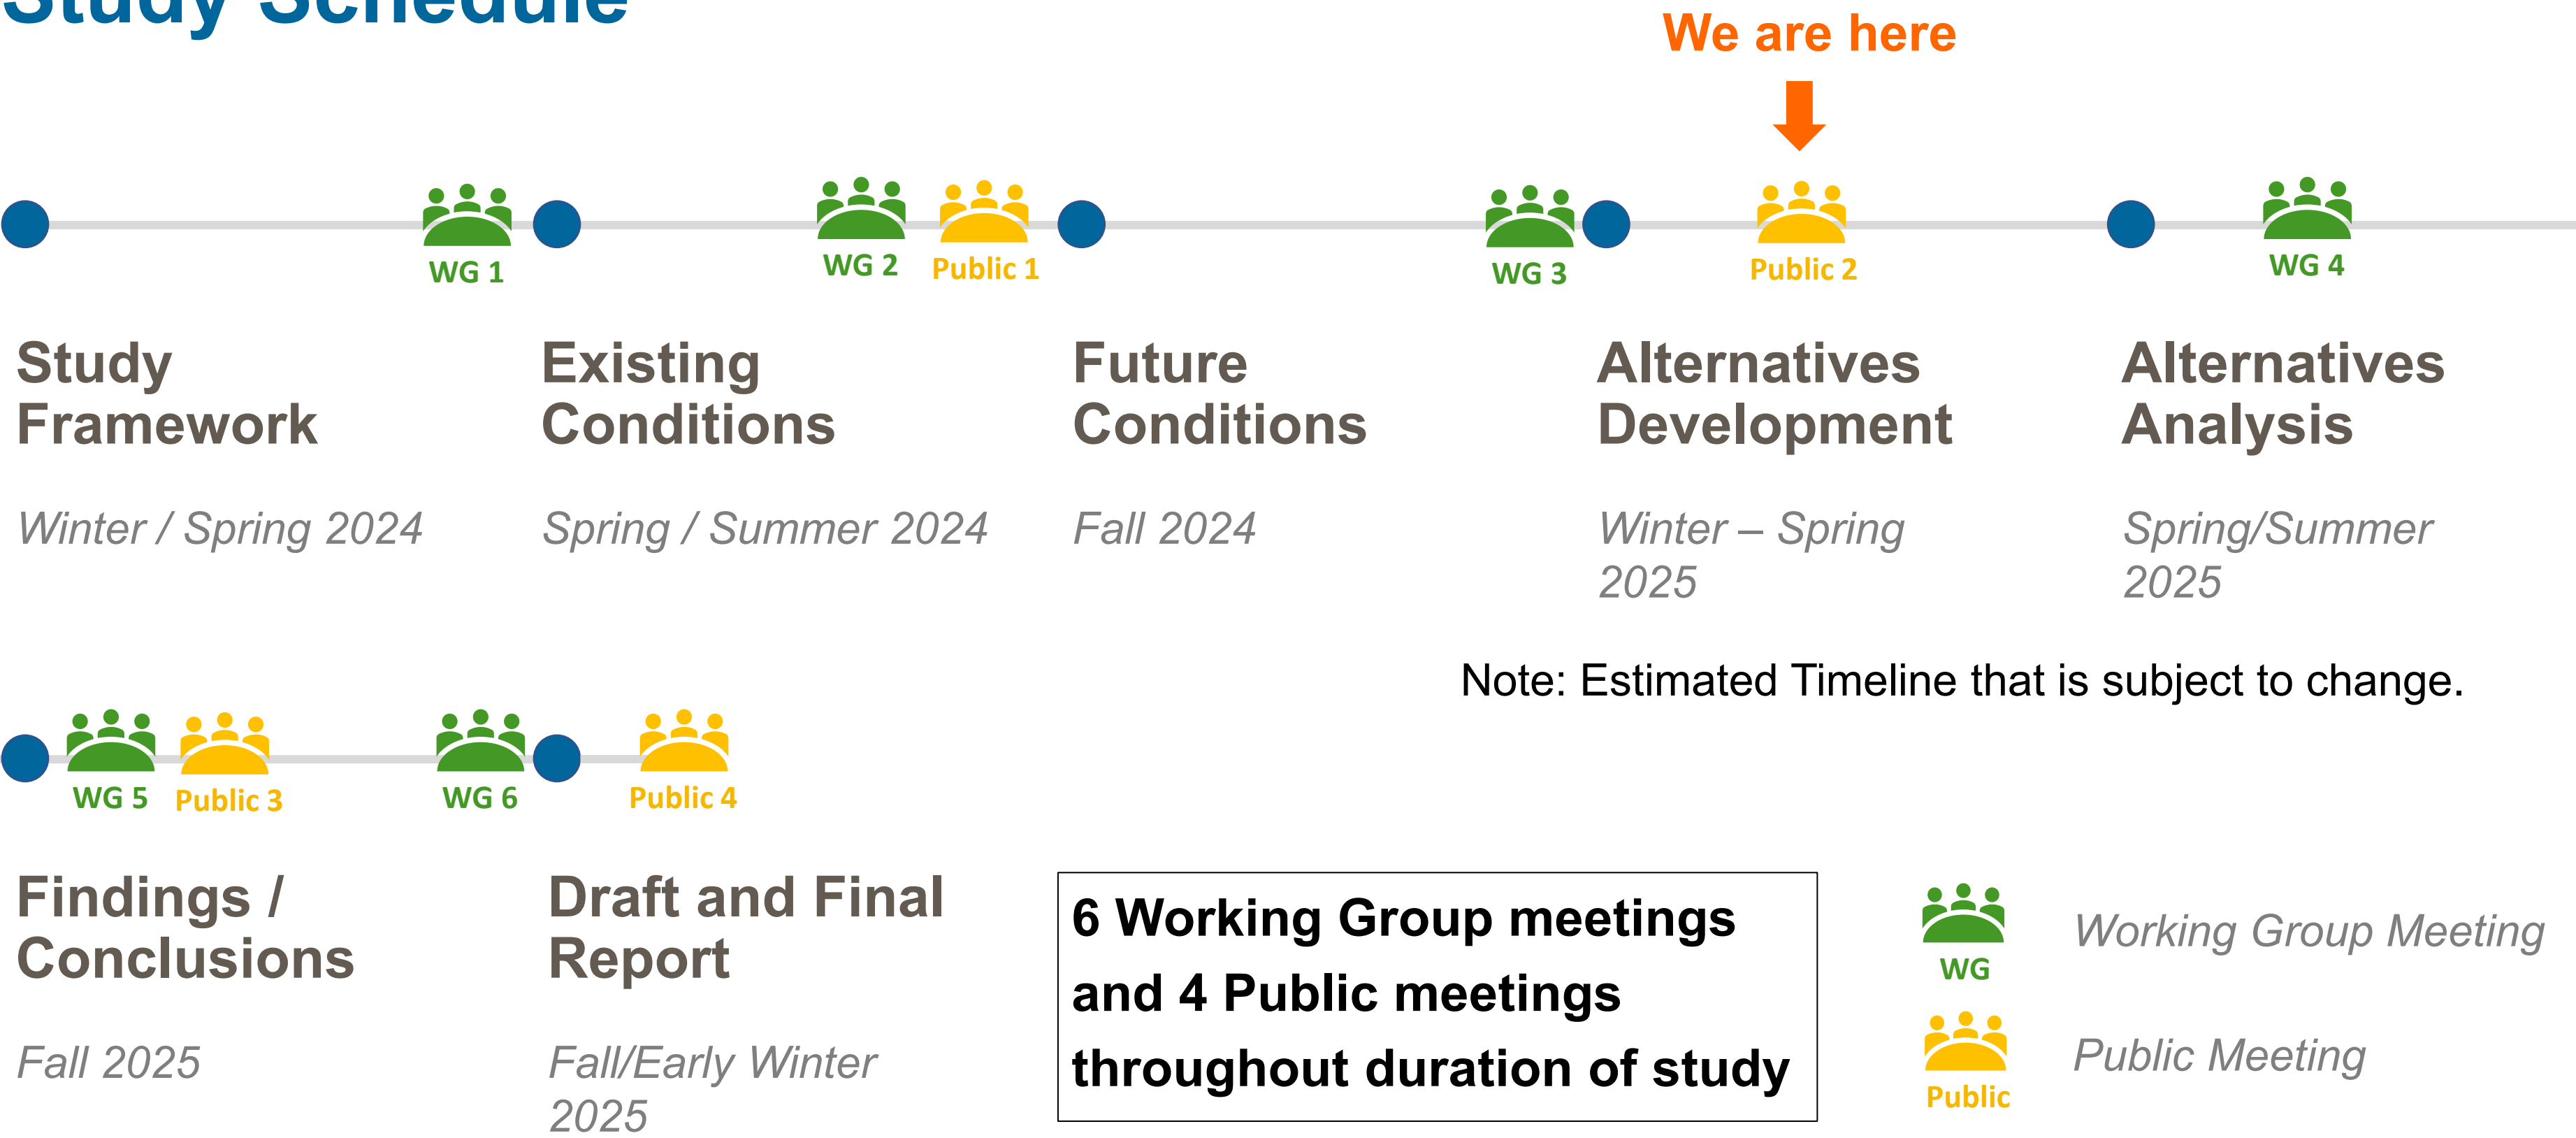 Study Schedule
We are here
WG 1
WG 2
Public 1
WG 3
Public 2
WG 4
Study
Framework
Winter / Spring 2024
Existing
Conditions
Spring / Summer 2024
Future
Conditions
Fall 2024
Alternatives
Development
Winter – Spring
2025
Alternatives
Analysis
Spring/Summer
2025
Note: Estimated Timeline that is subject to change.
WG 5
Public 3
WG 6
Public 4
Findings /
Conclusions
Fall 2025
Draft and Final
Report
Fall/Early Winter
2025
6 Working Group meetings
and 4 Public meetings
throughout duration of study
WG
Working Group Meeting
Public
Public Meeting